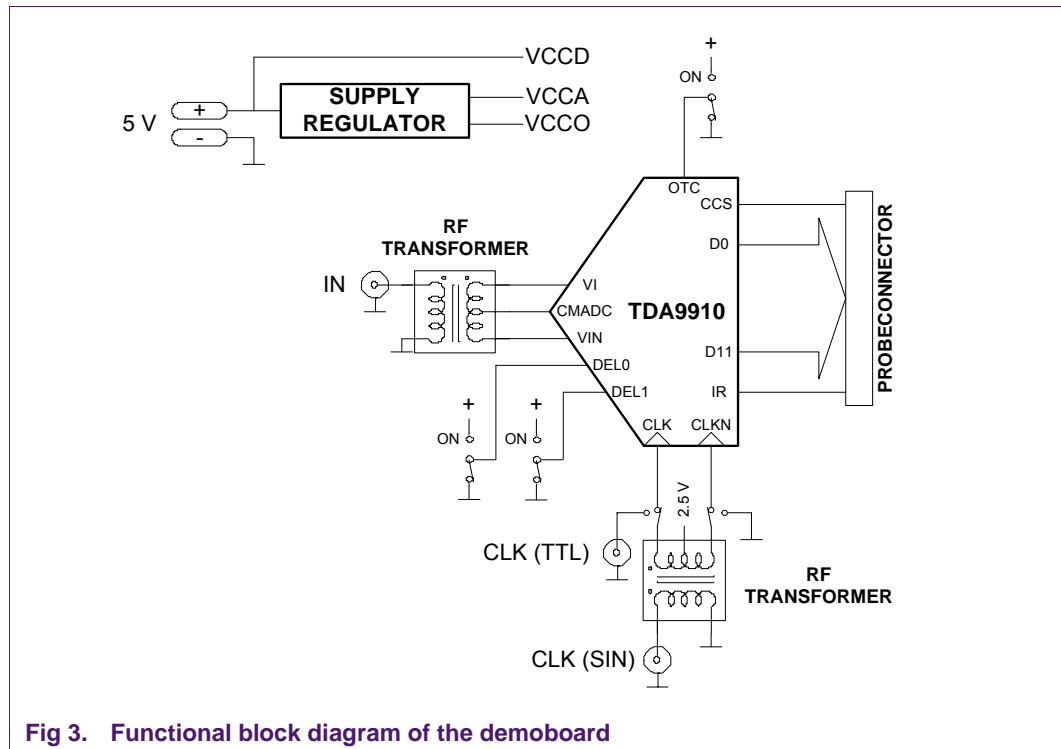 VCCD
+
5 V
-
SUPPLY
REGULATOR
VCCA
VCCO
+
ON
OTC
CCS
D0
RF
TRANSFORMER
IN
VI
CMADC
VIN
DEL0
DEL1
TDA9910
D11
IR
PROBECONNECTOR
+
ON
+
ON
CLK
CLKN
2.5 V
CLK (TTL)
RF
TRANSFORMER
CLK (SIN)
Fig 3. Functional block diagram of the demoboard